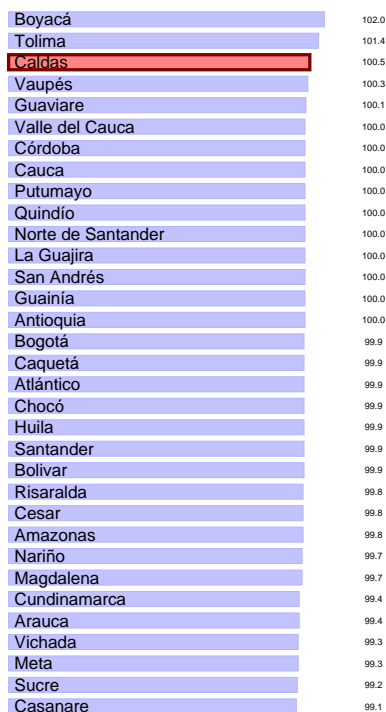 Boyacá 102.0
Tolima 101.4
Caldas 100.5
Vaupés 100.3
Guaviare 100.1
Valle del Cauca 100.0
Córdoba 100.0
Cauca 100.0
Putumayo 100.0
Quindío 100.0
Norte de Santander 100.0
La Guajira 100.0
San Andrés 100.0
Guainía 100.0
Antioquia 100.0
Bogotá 99.9
Caquetá 99.9
Atlántico 99.9
Chocó 99.9
Huila 99.9
Santander 99.9
Bolivar 99.9
Risaralda 99.8
Cesar 99.8
Amazonas 99.8
Nariño 99.7
Magdalena 99.7
Cundinamarca 99.4
Arauca 99.4
Vichada 99.3
Meta 99.3
Sucre 99.2
Casanare 99.1